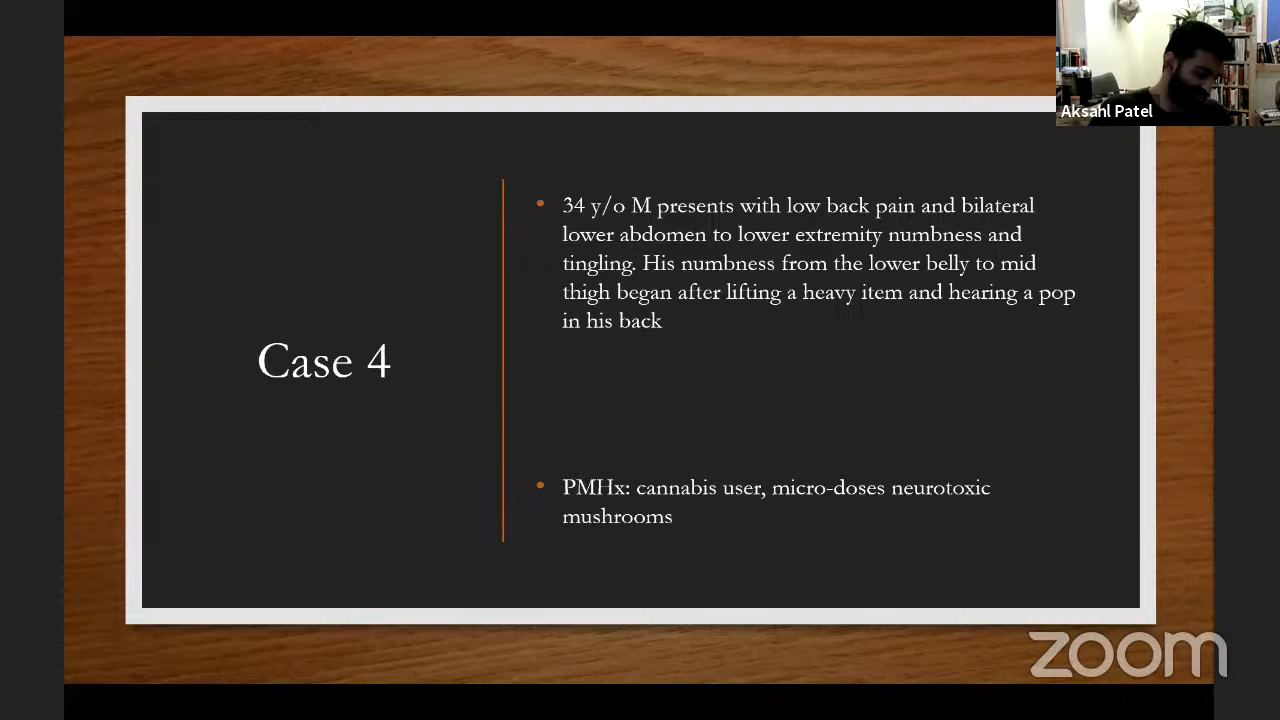 Aksahl Patel
Case 4
• 34 y/o M presents with low back pain and bilateral
lower abdomen to lower extremity numbness and
tingling. His numbness from the lower belly to mid
thigh began after lifting a heavy item and hearing a pop
in his back
• PMHx: cannabis user, micro-doses neurotoxic
mushrooms
zoom